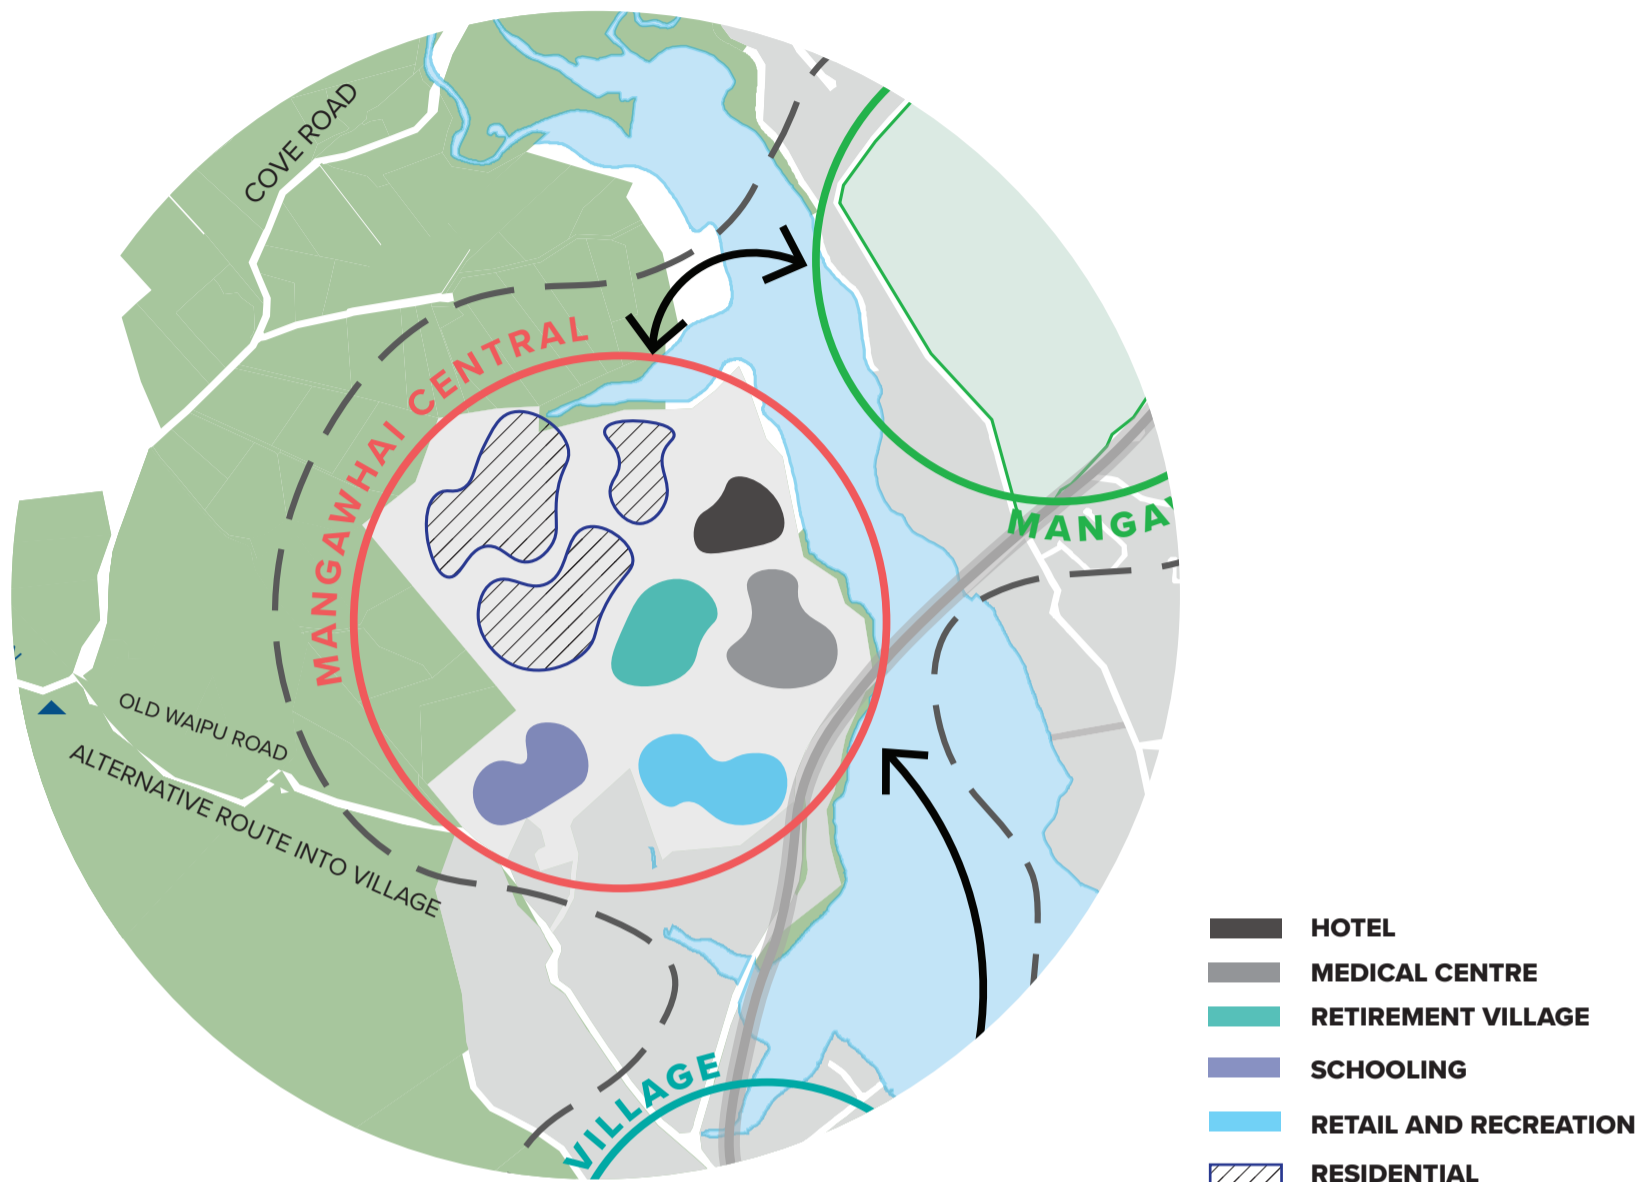 COVE ROAD
MANGAWHAI CENTRAL
MANGA
OLD WAIPU ROAD
ALTERNATIVE ROUTE INTO VILLAGE
VILLAGE
HOTEL
MEDICAL CENTRE
RETIREMENT VILLAGE
SCHOOLING
RETAIL AND RECREATION
RESIDENTIAL